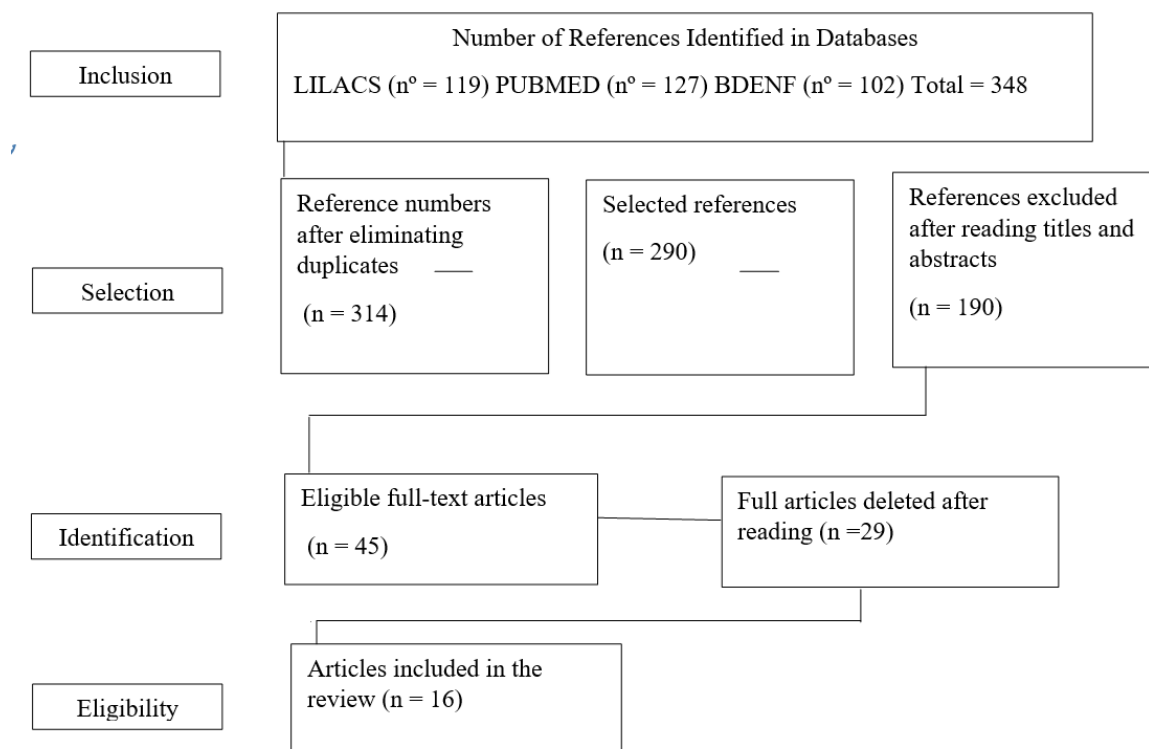 Inclusion
Number of References Identified in Databases
LILACS (nº = 119) PUBMED (nº = 127) BDENF (nº = 102) Total = 348
,
Selection
Reference numbers
after eliminating
duplicates
(n = 314)
Selected references
(n = 290)
References excluded
after reading titles and
abstracts
(n = 190)
Identification
Eligible full-text articles
(n = 45)
Full articles deleted after
reading (n =29)
Eligibility
Articles included in the
review (n = 16)